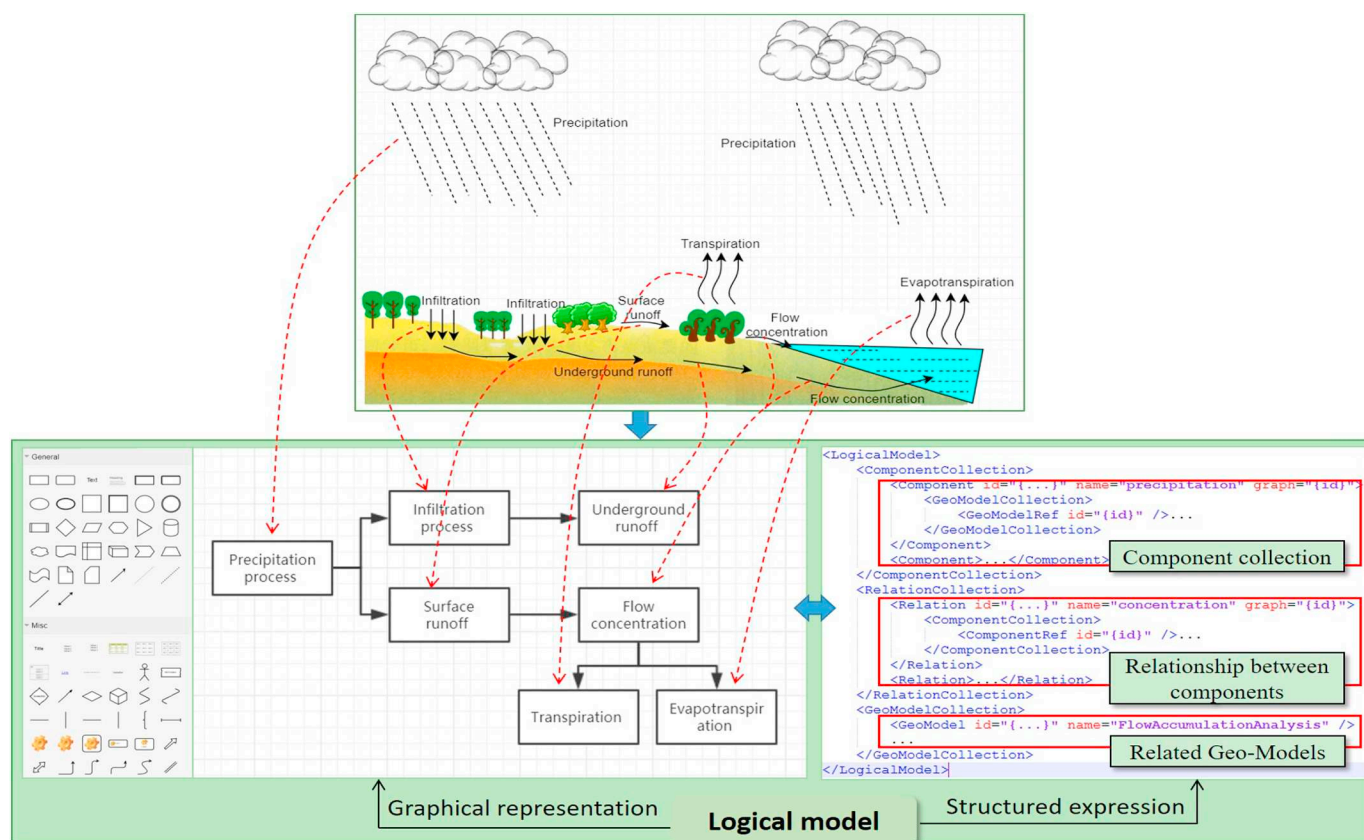 Precipitation
Precipitation
Transpiration
Evapotranspiration
Infiltration
Infiltration
Surface
runoff
Flow
concentration
Underground runoff
Flow concentration
General
Text
Misc
Title
Precipitation
process
Infiltration
process
Underground
runoff
Surface
runoff
Flow
concentration
Transpiration
Evapotranspir
ation
<LogicalModel>
<ComponentCollection>
<Component id="{...}" name="precipitation" graph="{id}">
<GeoModelCollection>
<GeoModelRef id="{id}" />...
</GeoModelCollection>
</Component>
<Component>...</Component>
</ComponentCollection>
Component collection
<RelationCollection>
<Relation id="{...}" name="concentration" graph="{id}">
<ComponentCollection>
<ComponentRef id="{id}" />...
</ComponentCollection>
</Relation>
<Relation>...</Relation>
</RelationCollection>
Relationship between
components
<GeoModelCollection>
<GeoModel id="{...}" name="FlowAccumulationAnalysis" />
...
</GeoModelCollection>
</LogicalModel>
Related Geo-Models
Graphical representation
Logical model
Structured expression